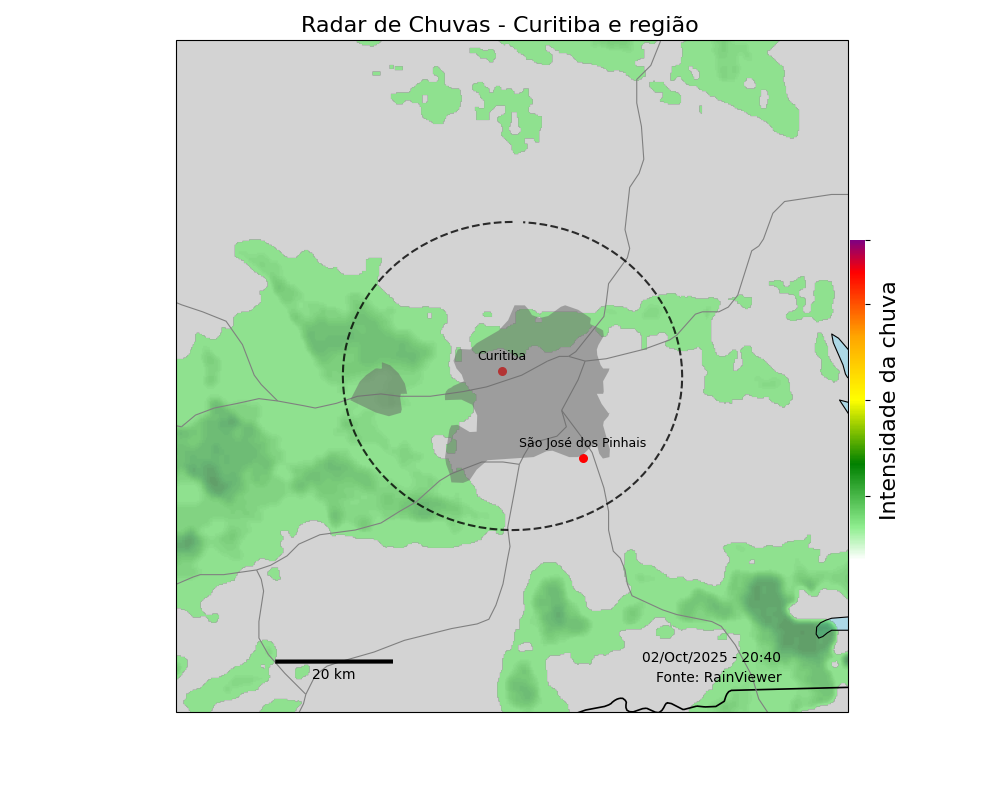 Radar de Chuvas - Curitiba e região
Curitiba
São José dos Pinhais
Intensidade da chuva
02/Oct/2025 - 20:40
Fonte: RainViewer
20 km